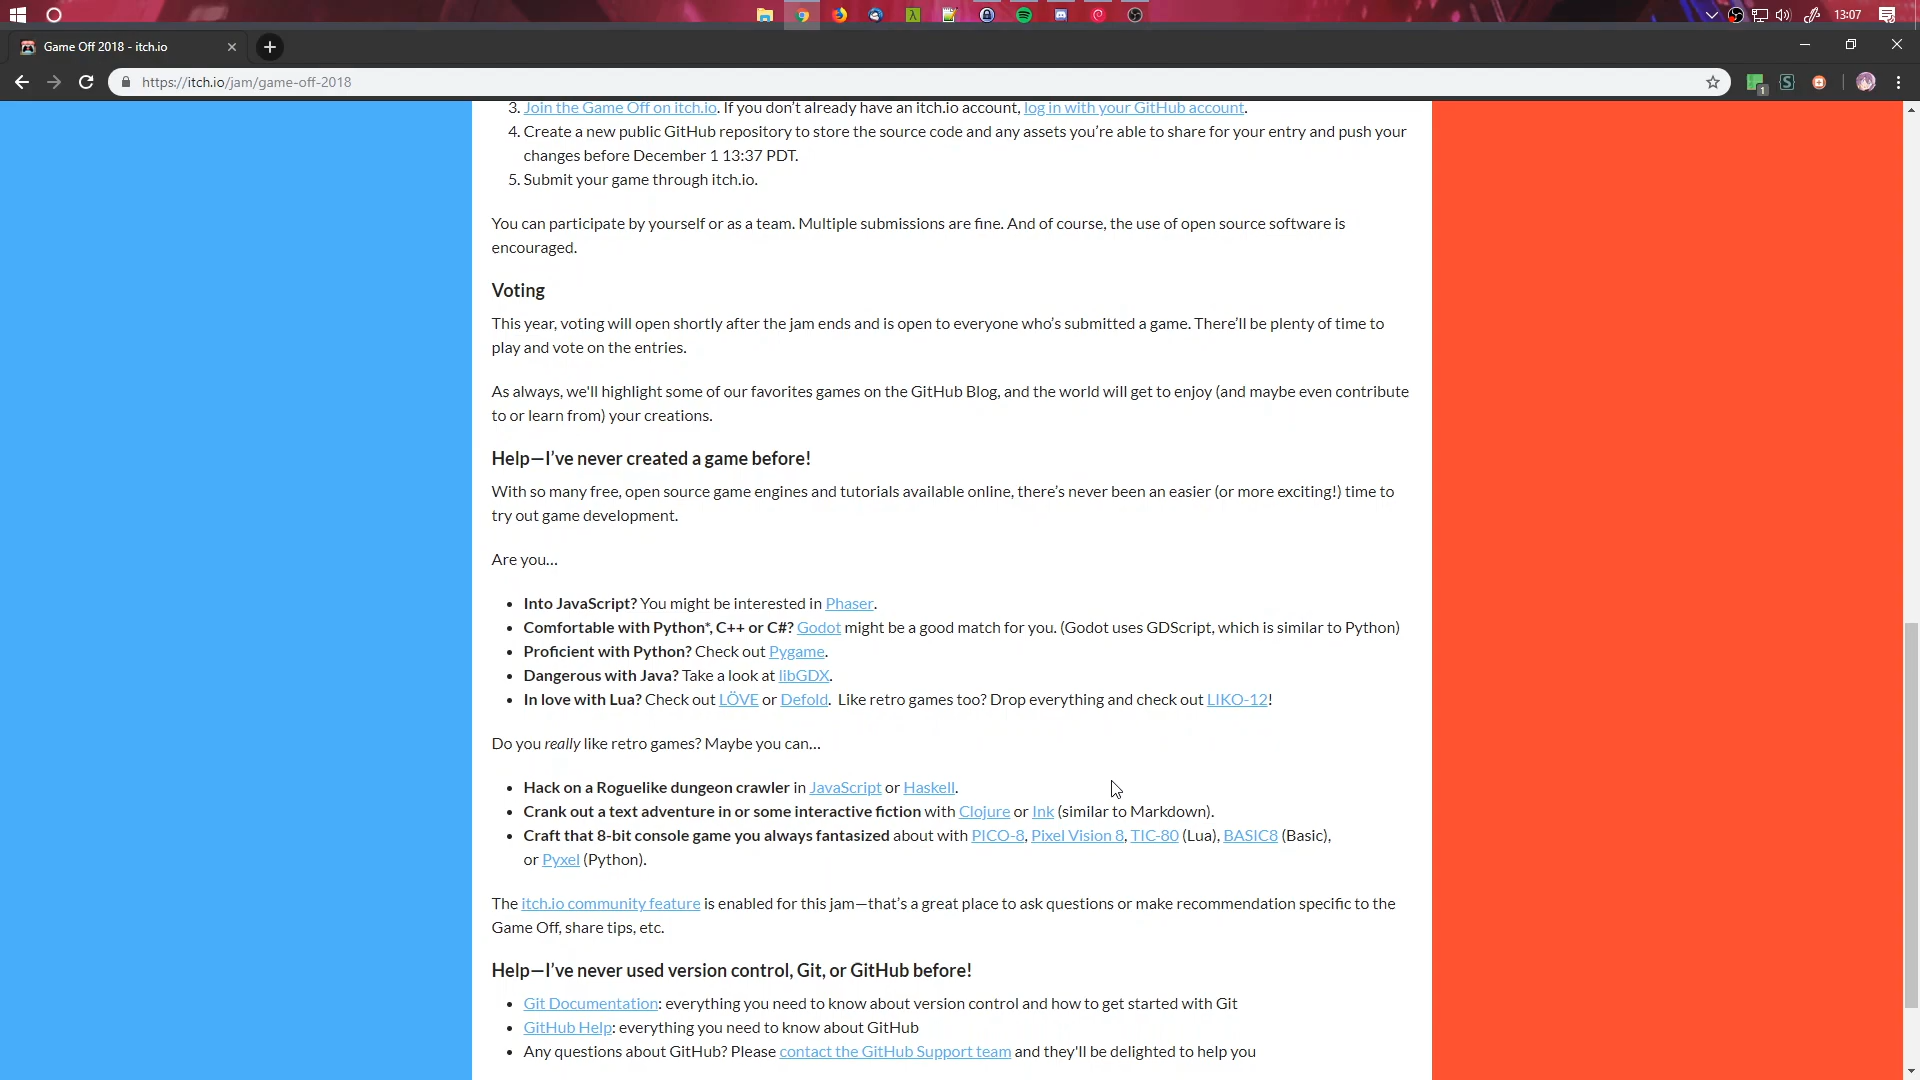 13:07
Game Off 2018 - itch.io
https://itch.io/jam/game-off-2018
1
3. Join the Game Off on itch.io. If you don’t already have an itch.io account, log in with your GitHub account.
4. Create a new public GitHub repository to store the source code and any assets you’re able to share for your entry and push your
changes before December 1 13:37 PDT.
5. Submit your game through itch.io.
You can participate by yourself or as a team. Multiple submissions are fine. And of course, the use of open source software is
encouraged.
Voting
This year, voting will open shortly after the jam ends and is open to everyone who’s submitted a game. There’ll be plenty of time to
play and vote on the entries.
As always, we'll highlight some of our favorites games on the GitHub Blog, and the world will get to enjoy (and maybe even contribute
to or learn from) your creations.
Help—I’ve never created a game before!
With so many free, open source game engines and tutorials available online, there’s never been an easier (or more exciting!) time to
try out game development.
Are you…
• Into JavaScript? You might be interested in Phaser.
• Comfortable with Python*, C++ or C#? Godot might be a good match for you. (Godot uses GDScript, which is similar to Python)
• Proficient with Python? Check out Pygame.
• Dangerous with Java? Take a look at libGDX.
• In love with Lua? Check out LÖVE or Defold. Like retro games too? Drop everything and check out LIKO-12!
Do you really like retro games? Maybe you can…
• Hack on a Roguelike dungeon crawler in JavaScript or Haskell.
• Crank out a text adventure in or some interactive fiction with Clojure or Ink (similar to Markdown).
• Craft that 8-bit console game you always fantasized about with PICO-8, Pixel Vision 8, TIC-80 (Lua), BASIC8 (Basic),
or Pyxel (Python).
The itch.io community feature is enabled for this jam—that’s a great place to ask questions or make recommendation specific to the
Game Off, share tips, etc.
Help—I’ve never used version control, Git, or GitHub before!
• Git Documentation: everything you need to know about version control and how to get started with Git
• GitHub Help: everything you need to know about GitHub
• Any questions about GitHub? Please contact the GitHub Support team and they'll be delighted to help you